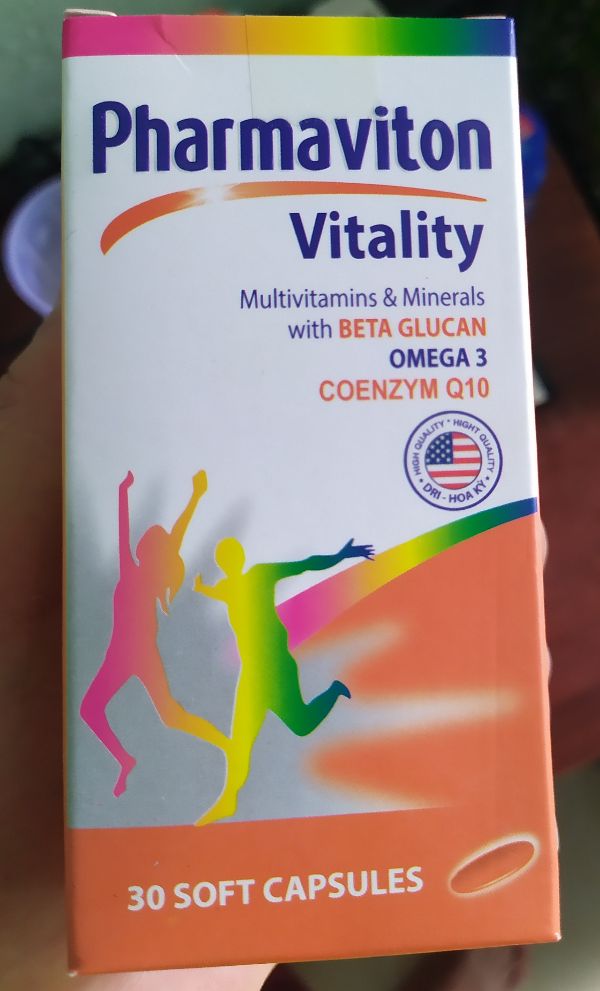 Pharmaviton
Vitality
Multivitamins & Minerals
with BETA GLUCAN
OMEGA 3
COENZYM Q10
HIGH QUALITY * HIGHT QUALITY
DRI - HOA KỲ
30 SOFT CAPSULES